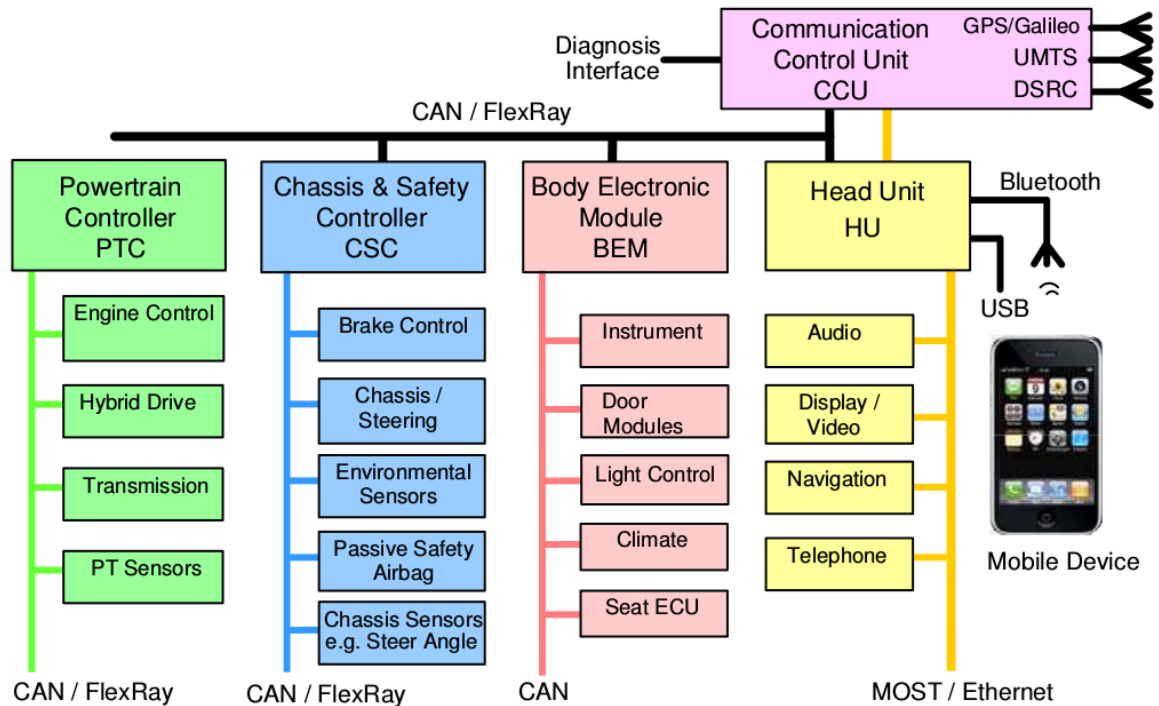 Communication
Control Unit
CCU
GPS/Galileo
UMTS
DSRC
Diagnosis
Interface
CAN / FlexRay
Powertrain
Controller
PTC
Chassis & Safety
Controller
CSC
Body Electronic
Module
BEM
Head Unit
HU
Bluetooth
USB
Engine Control
Hybrid Drive
Transmission
PT Sensors
Brake Control
Chassis /
Steering
Environmental
Sensors
Passive Safety
Airbag
Chassis Sensors
e.g. Steer Angle
Instrument
Door
Modules
Light Control
Climate
Seat ECU
Audio
Display /
Video
Navigation
Telephone
Mobile Device
CAN / FlexRay
CAN / FlexRay
CAN
MOST / Ethernet